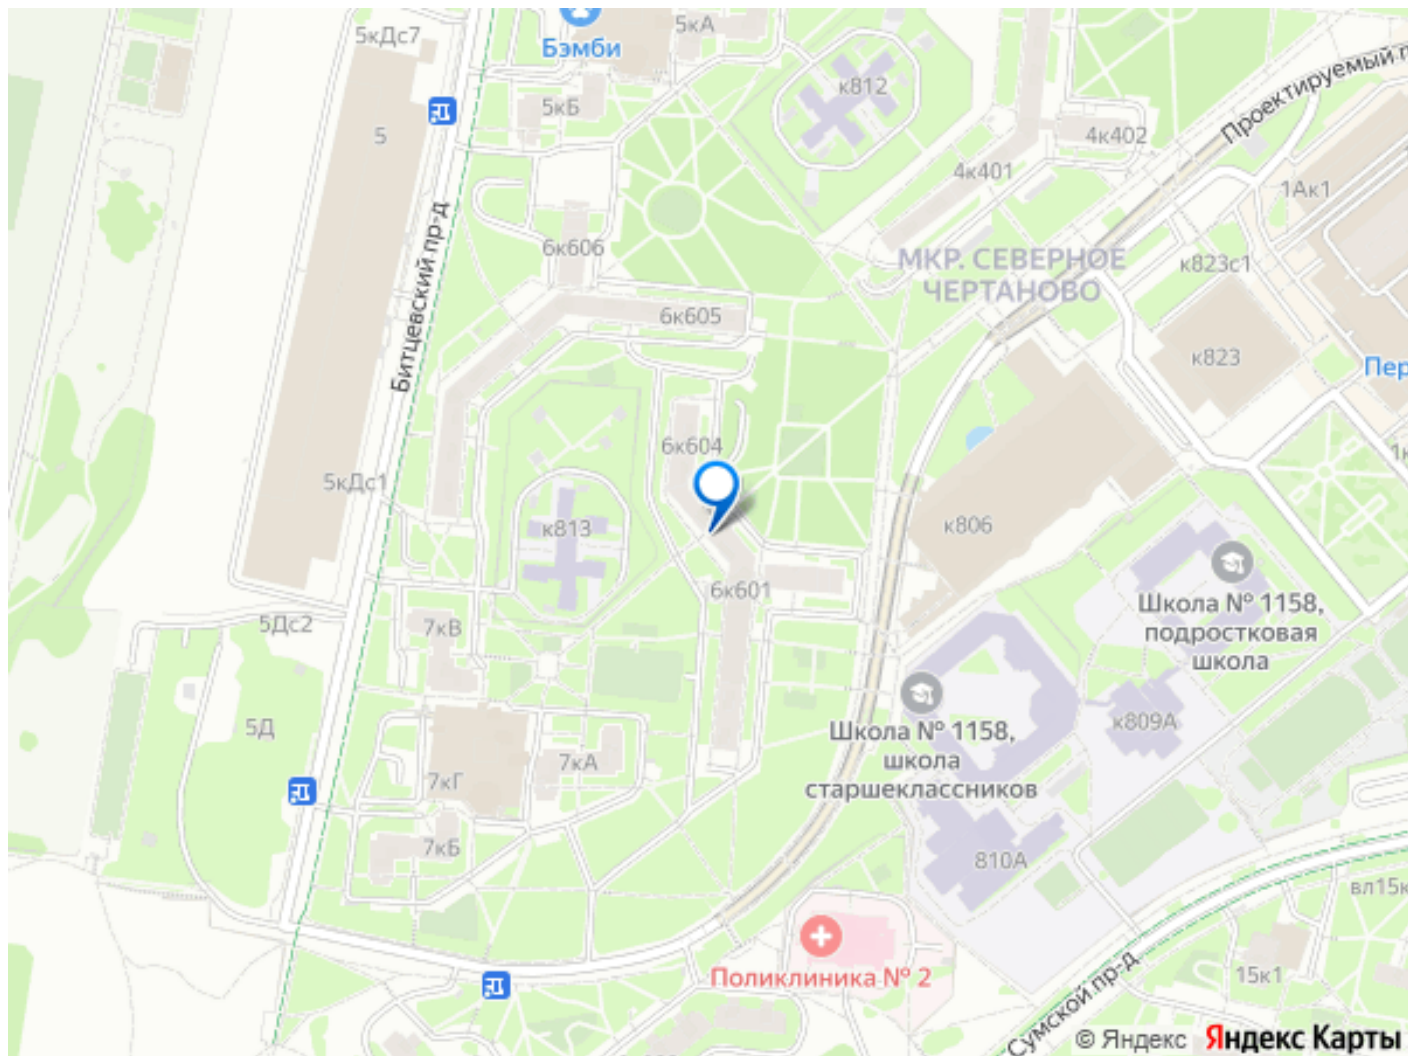 5кДс7
5кА
Бэмби
к812
Проектируемый п
5кБ
5
4к402
4к401
1Ак1
Битцевский пр-д
6к606
МКР. СЕВЕРНОЕ
ЧЕРТАНОВО
к823с1
6к605
к823
Пер
6к604
5кДс1
к813
к806
6к601
Школа № 1158,
подростковая
школа
5Дс2
7кВ
Школа № 1158,
школа
старшеклассников
к809А
5Д
7кА
7кГ
7кБ
810А
вл15к
Поликлиника № 2
15к1
Сумской пр-д
© Яндекс Яндекс Карты